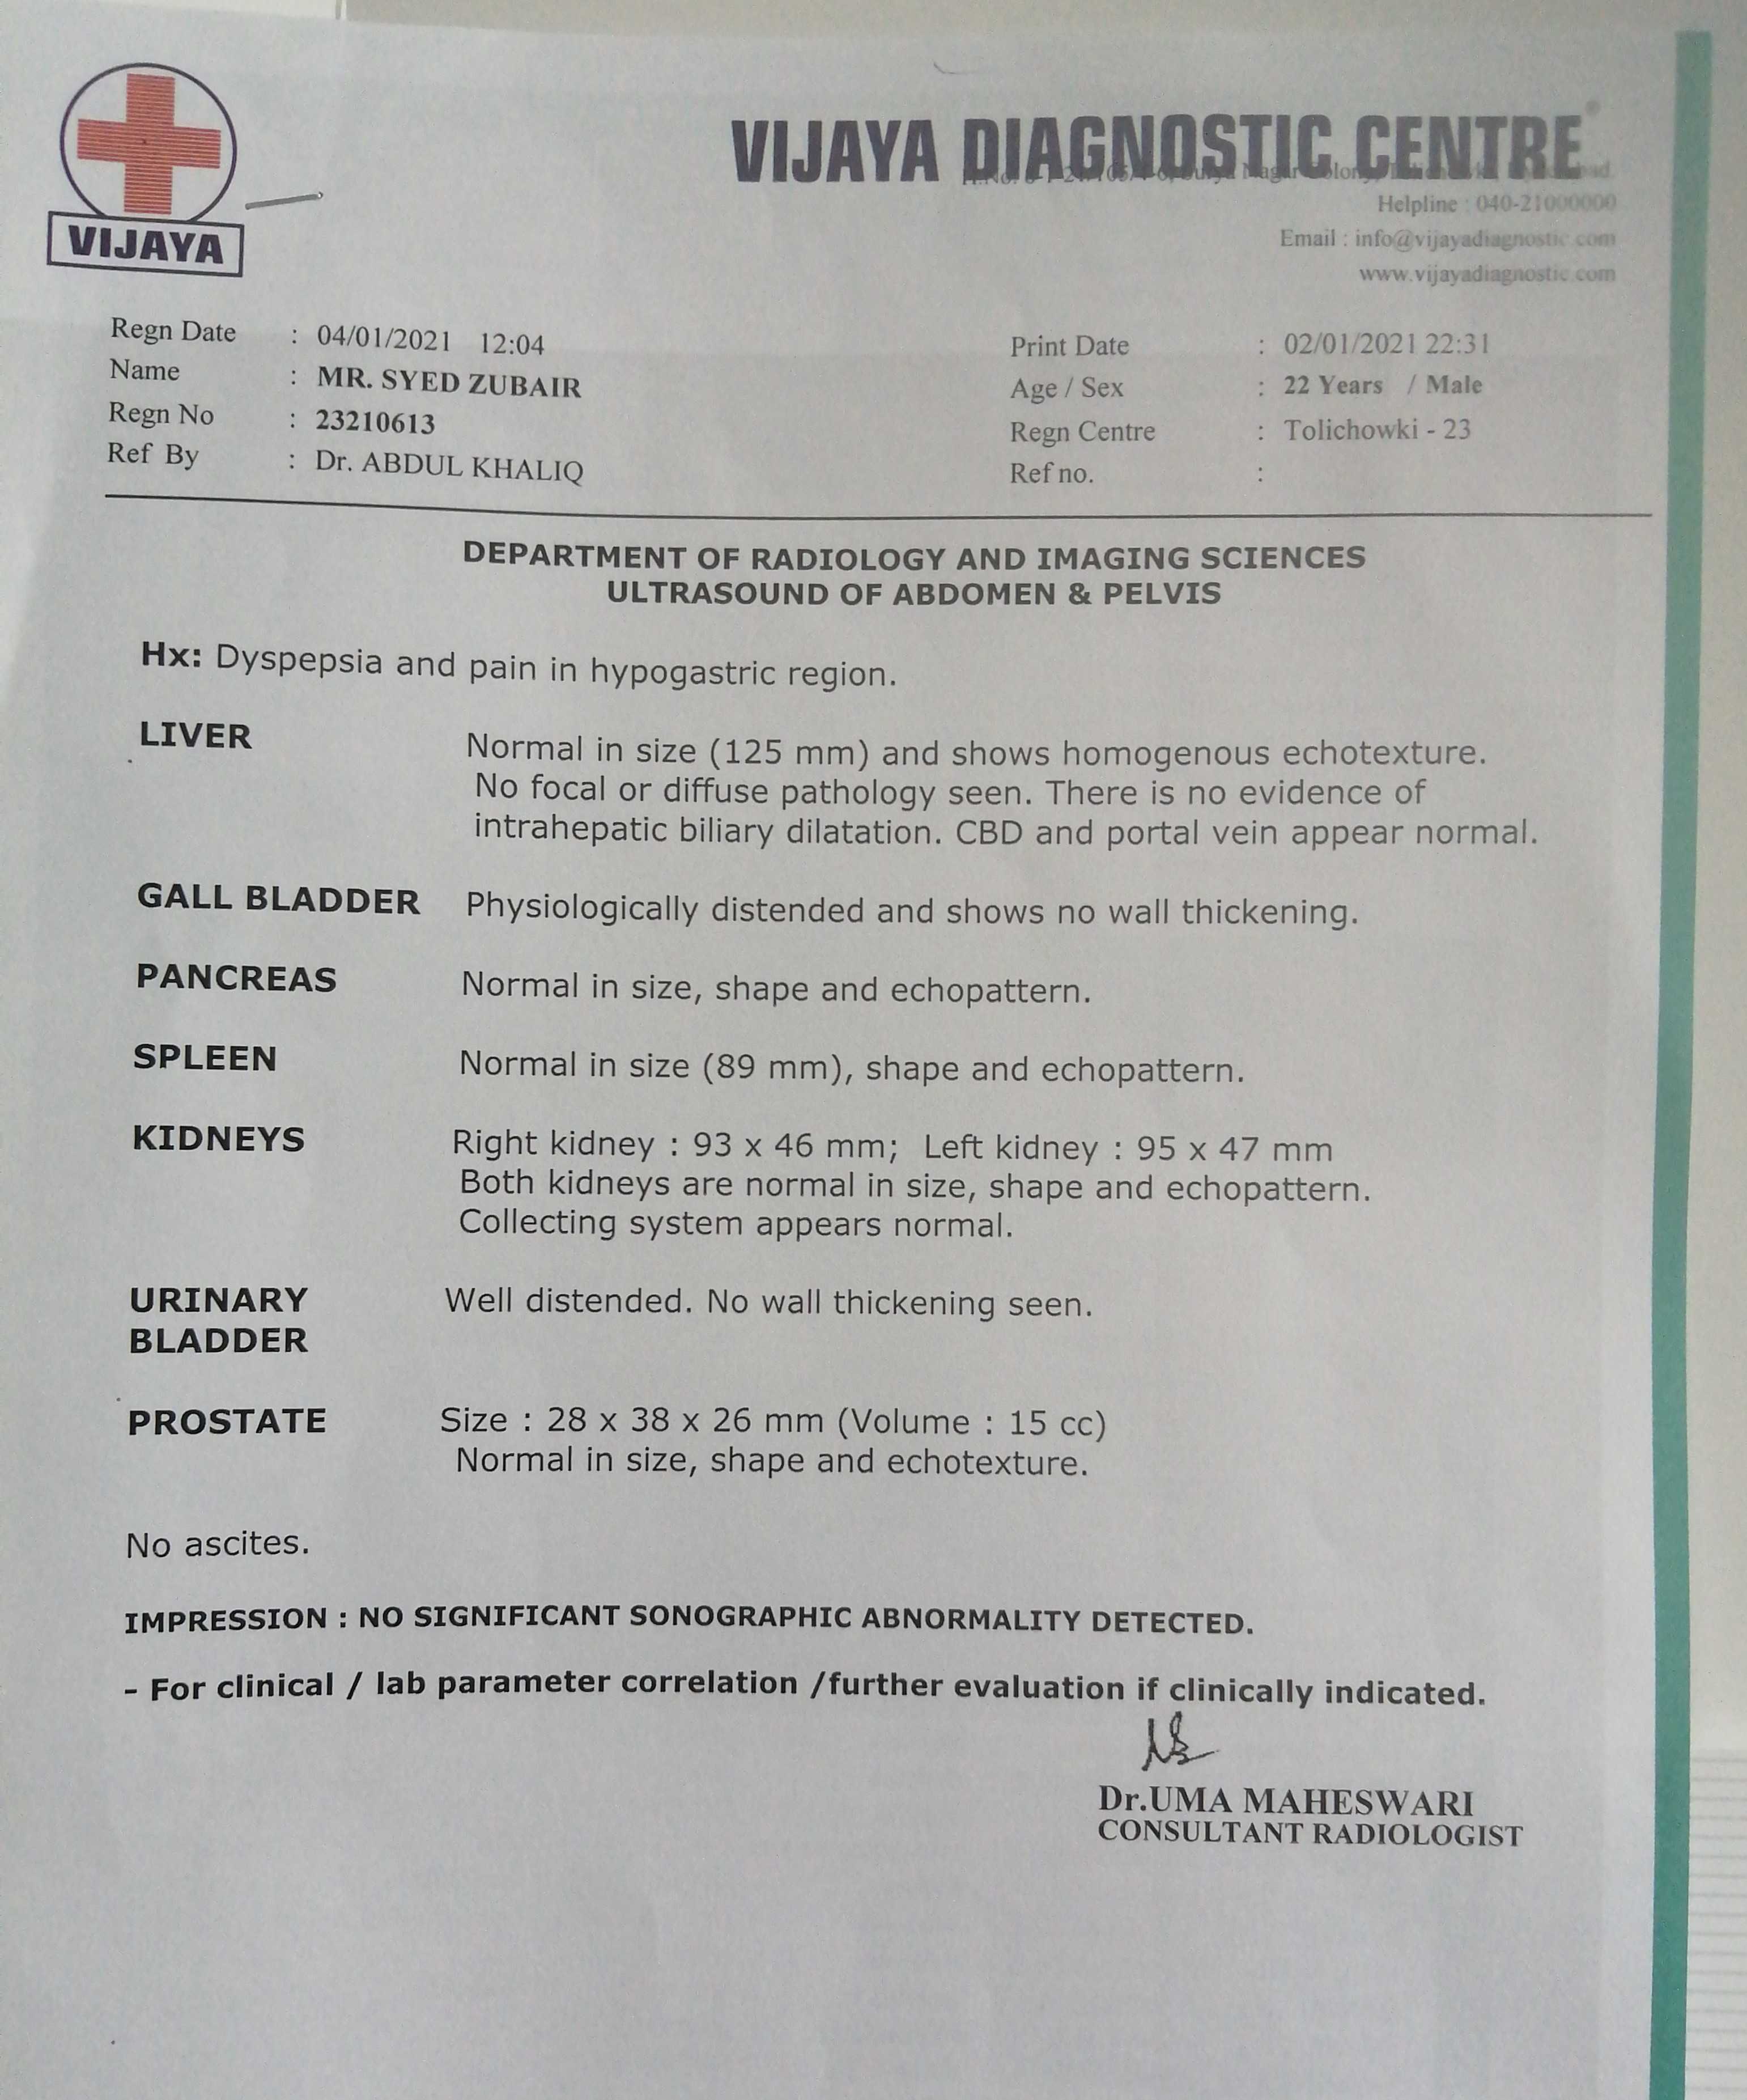 VIJAYA
VIJAYA DIAGNOSTIC CENTRE
Helpline : 040-21000000
Email : info@vijayadiagnostic.com
www.vijayadiagnostic.com
Regn Date : 04/01/2021 12:04 Print Date : 02/01/2021 22:31
Name : MR. SYED ZUBAIR Age / Sex : 22 Years / Male
Regn No : 23210613 Regn Centre : Tolichowki - 23
Ref By : Dr. ABDUL KHALIQ Ref no. :
DEPARTMENT OF RADIOLOGY AND IMAGING SCIENCES
ULTRASOUND OF ABDOMEN & PELVIS
Hx: Dyspepsia and pain in hypogastric region.
LIVER Normal in size (125 mm) and shows homogenous echotexture.
No focal or diffuse pathology seen. There is no evidence of
intrahepatic biliary dilatation. CBD and portal vein appear normal.
GALL BLADDER Physiologically distended and shows no wall thickening.
PANCREAS Normal in size, shape and echopattern.
SPLEEN Normal in size (89 mm), shape and echopattern.
KIDNEYS Right kidney : 93 x 46 mm; Left kidney : 95 x 47 mm
Both kidneys are normal in size, shape and echopattern.
Collecting system appears normal.
URINARY Well distended. No wall thickening seen.
BLADDER
PROSTATE Size : 28 x 38 x 26 mm (Volume : 15 cc)
Normal in size, shape and echotexture.
No ascites.
IMPRESSION : NO SIGNIFICANT SONOGRAPHIC ABNORMALITY DETECTED.
- For clinical / lab parameter correlation /further evaluation if clinically indicated.
Dr.UMA MAHESWARI
CONSULTANT RADIOLOGIST